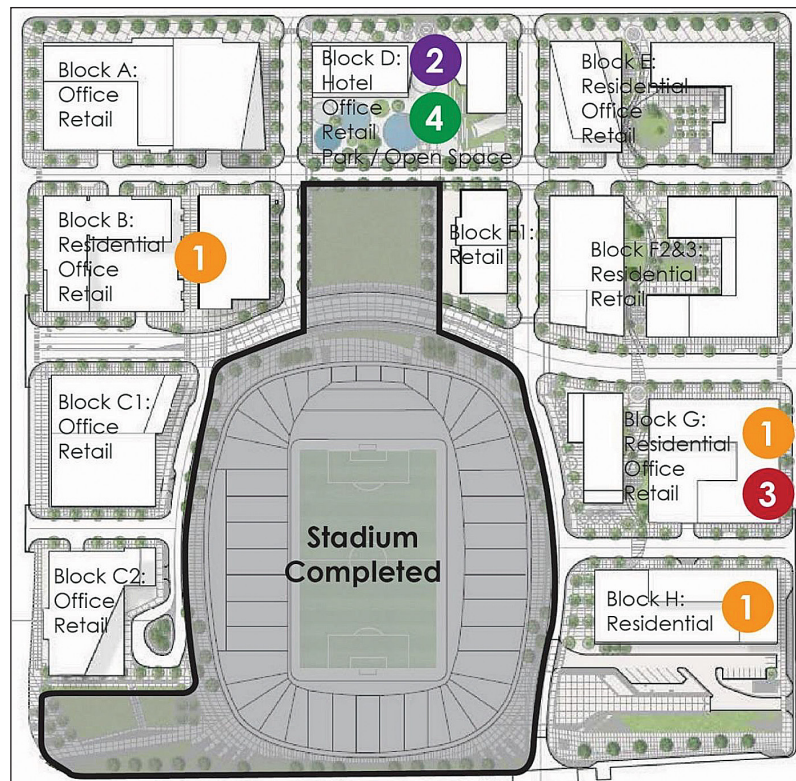 Block A:
Office
Retail
Block D:
Hotel
Office
Retail
Park / Open Space
2
4
Block E:
Residential
Office
Retail
Block B:
Residential
Office
Retail
1
Block F1:
Retail
Block F2&3:
Residential
Retail
Block C1:
Office
Retail
Block G:
Residential
Office
Retail
1
3
Stadium
Completed
Block C2:
Office
Retail
Block H:
Residential
1